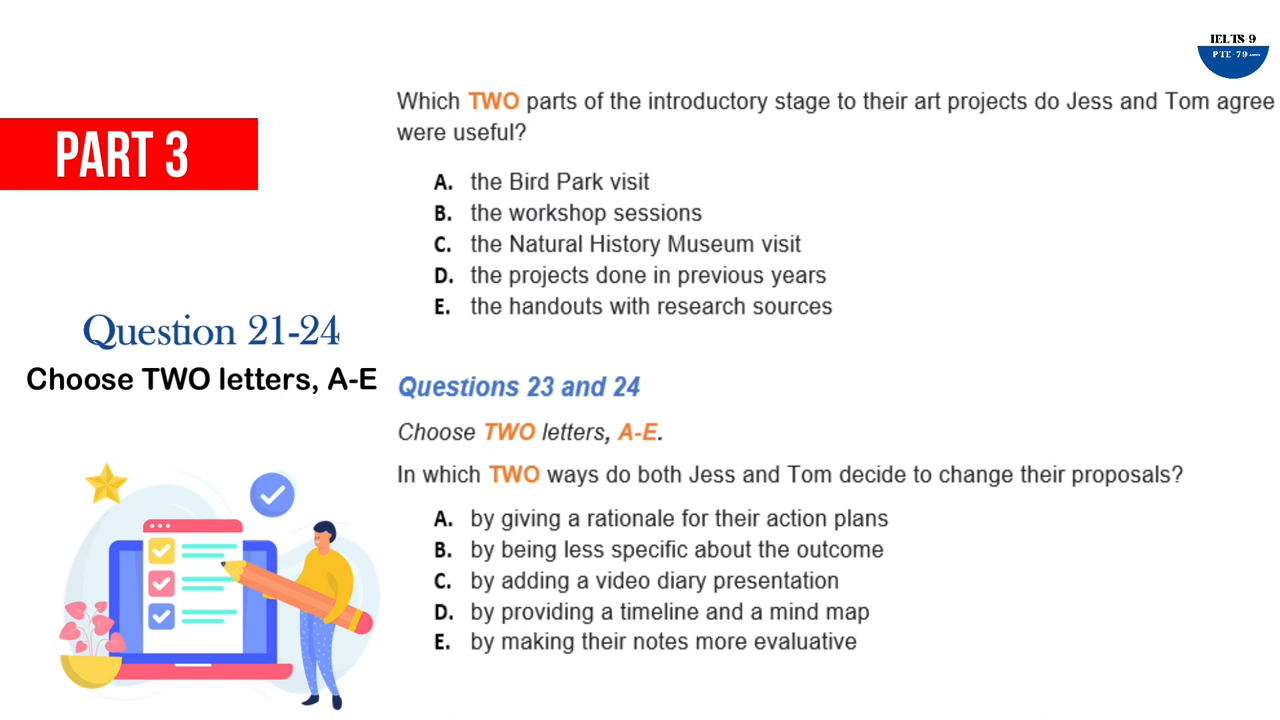 IELTS-9
PTE-79.com
PART 3
Question 21-24
Choose TWO letters, A-E
Which TWO parts of the introductory stage to their art projects do Jess and Tom agree
were useful?
A. the Bird Park visit
B. the workshop sessions
C. the Natural History Museum visit
D. the projects done in previous years
E. the handouts with research sources
Questions 23 and 24
Choose TWO letters, A-E.
In which TWO ways do both Jess and Tom decide to change their proposals?
A. by giving a rationale for their action plans
B. by being less specific about the outcome
C. by adding a video diary presentation
D. by providing a timeline and a mind map
E. by making their notes more evaluative